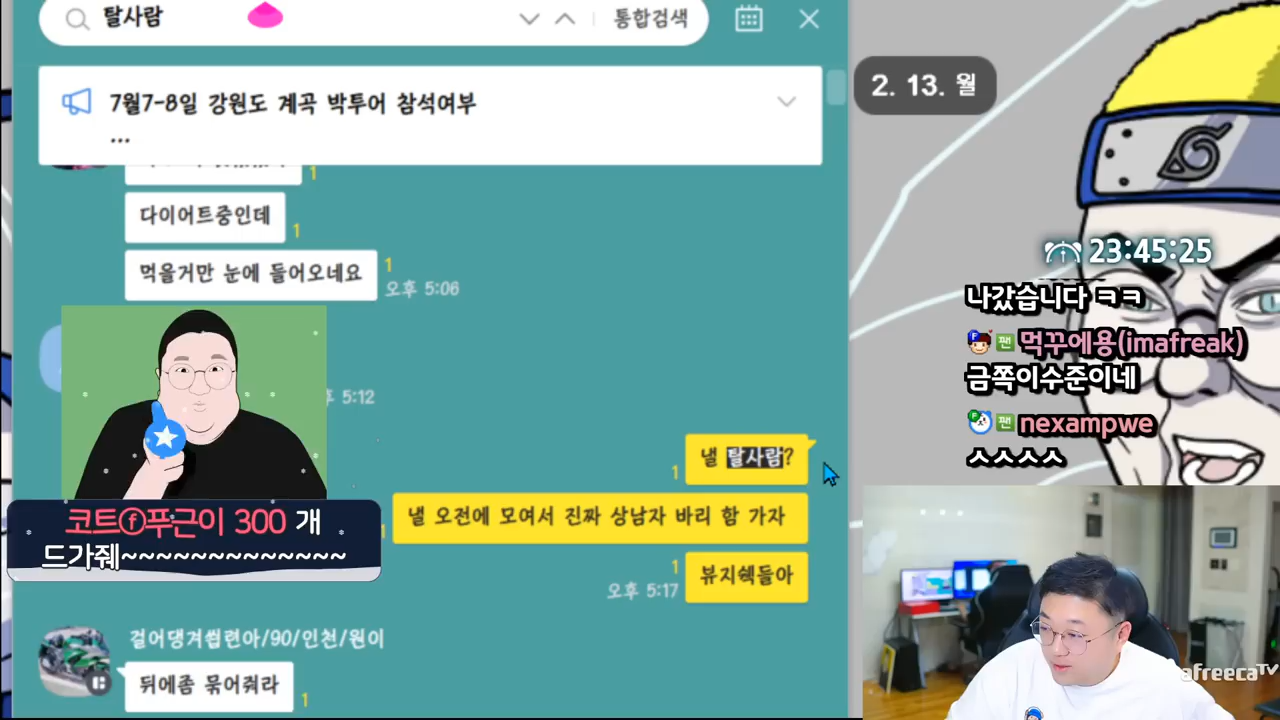 탈사람
통합검색
7월7-8일 강원도 계곡 박투어 참석여부
...
1
다이어트중인데
1
먹을거만 눈에 들어오네요
1
오후 5:06
5:12
낼 탈사람?
1
낼 오전에 모여서 진짜 상남자 바리 함 가자
뷰지쉑들아
1
오후 5:17
걸어댕겨씹련아/90/인천/원이
뒤에좀 묶어줘라
1
코트ⓕ푸근이 300 개
드가줴~~~~~~~~~~~~~
2. 13. 월
23:45:25
나갔습니다 ㅋㅋ
팬 먹꾸에용(imafreak)
금쪽이수준이네
팬 nexampwe
ㅅㅅㅅㅅ
afreecaTV